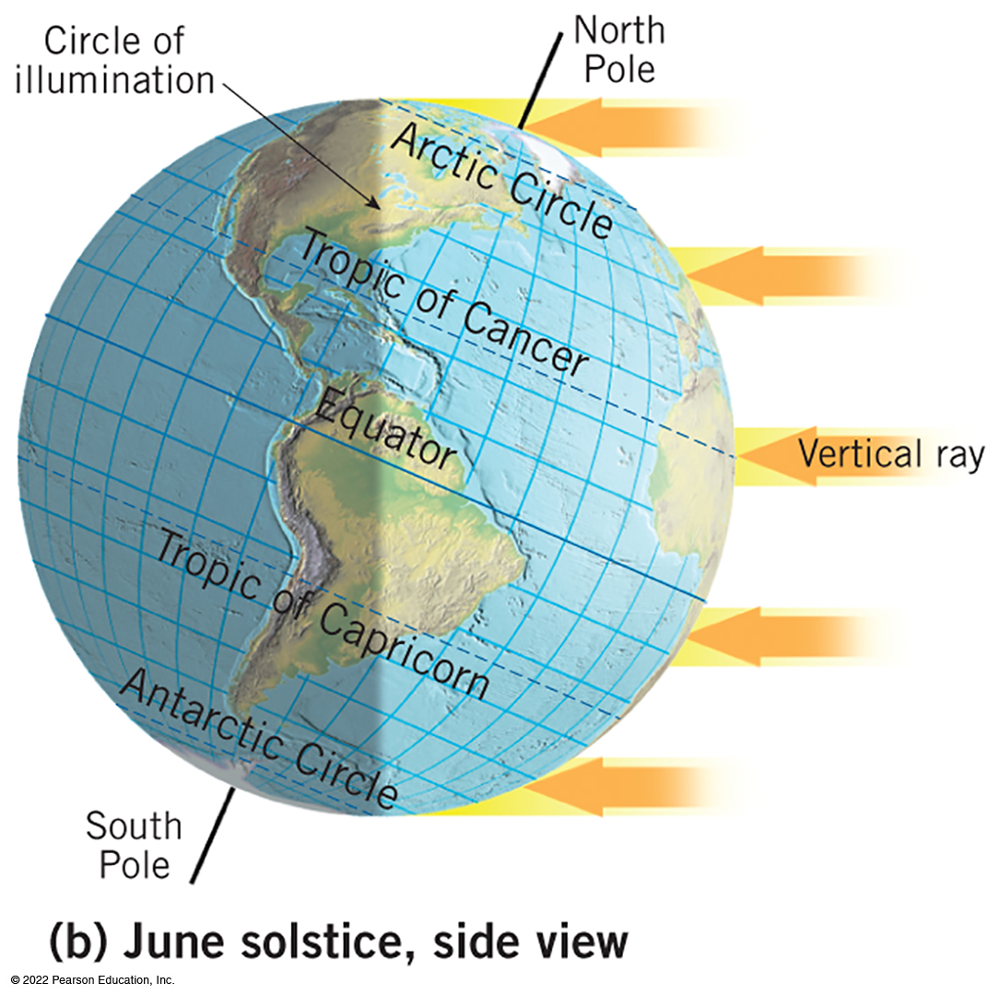 Circle of
illumination
North
Pole
Arctic Circle
Tropic of Cancer
Equator
Vertical ray
Tropic of Capricorn
Antarctic Circle
South
Pole
(b) June solstice, side view
© 2022 Pearson Education, Inc.